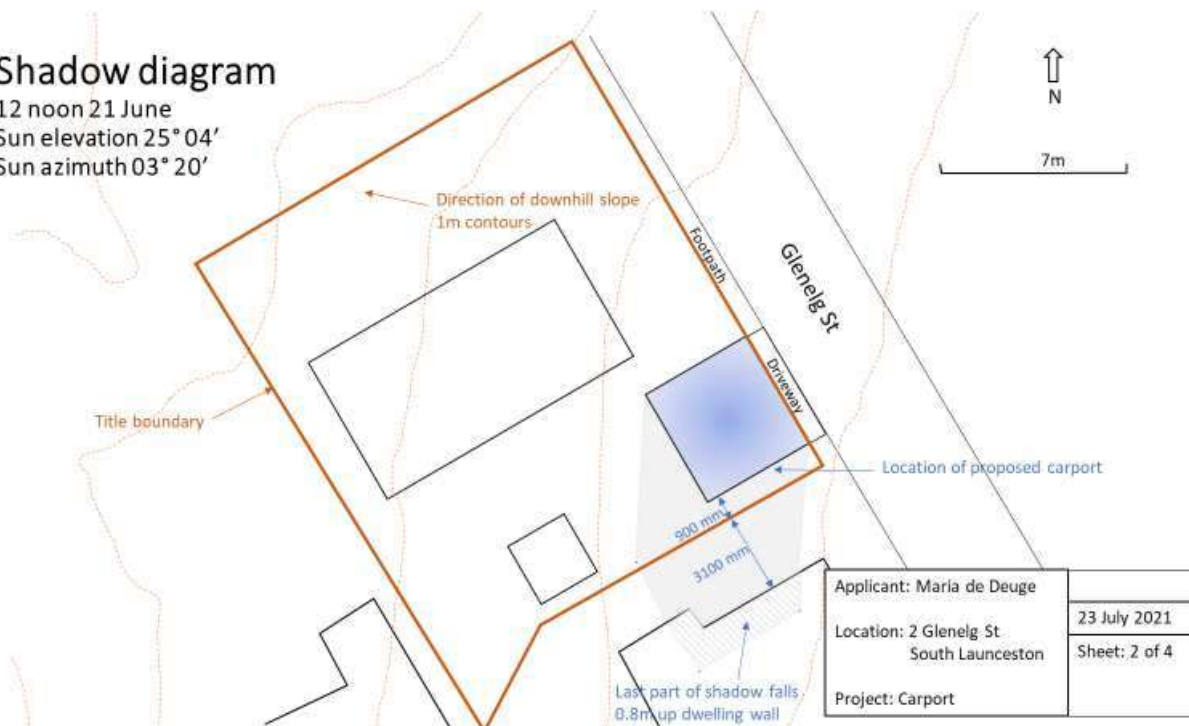 Shadow diagram
12 noon 21 June
Sun elevation 25° 04′
Sun azimuth 03° 20′
N
7m
Direction of downhill slope
1m contours
Footpath
Glenelg St
Driveway
Title boundary
Location of proposed carport
900 mm
3100 mm
Last part of shadow falls
0.8m up dwelling wall
Applicant: Maria de Deuge
Location: 2 Glenelg St
South Launceston
Project: Carport
23 July 2021
Sheet: 2 of 4